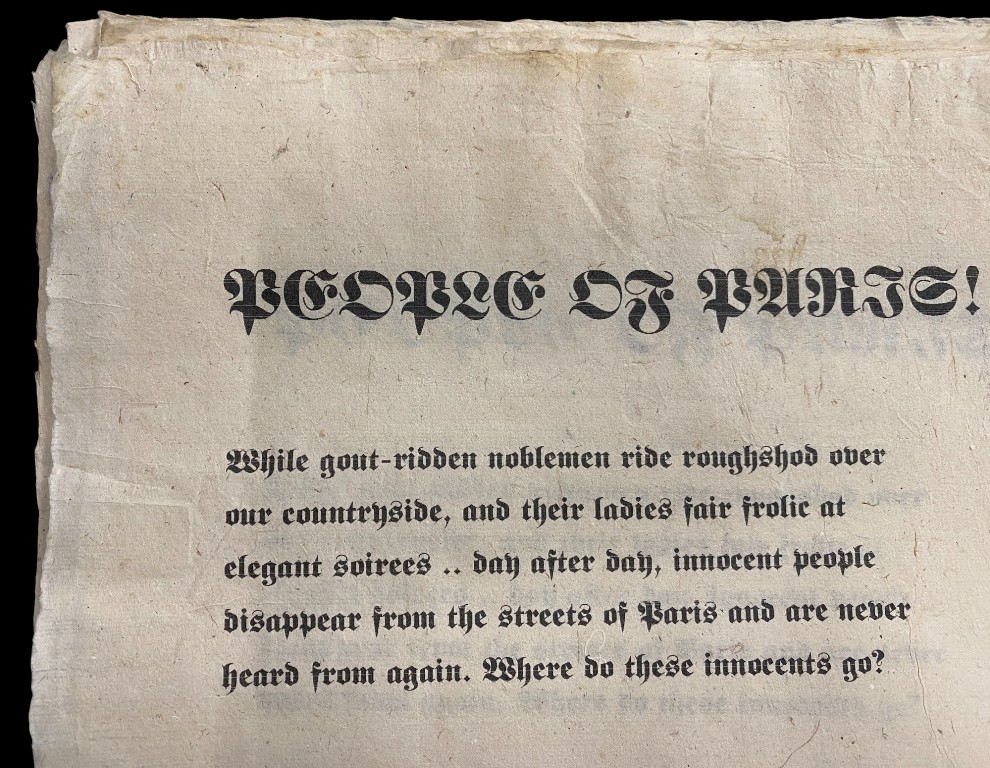 PEOPLE OF PARIS!
While gout-ridden noblemen ride roughshod over
our countryside, and their ladies fair frolic at
elegant soirees .. day after day, innocent people
disappear from the streets of Paris and are never
heard from again. Where do these innocents go?